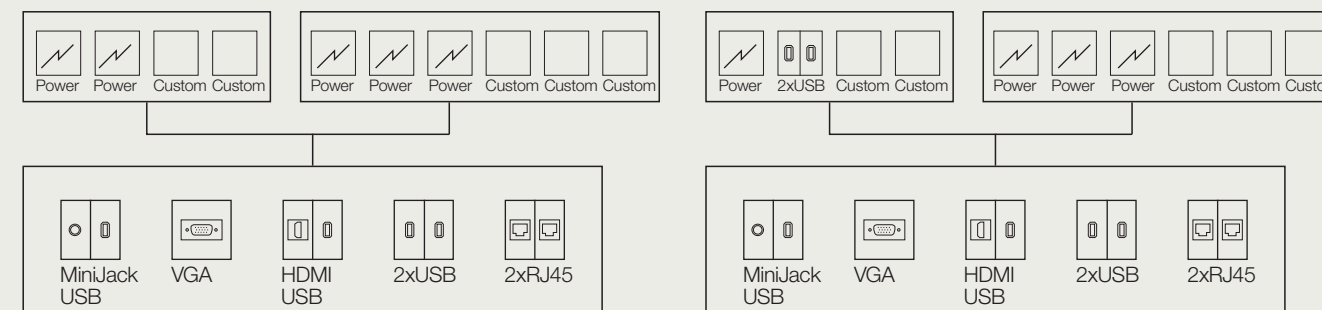 Power Power Custom Custom
Power Power Power Custom Custom Custom
Power 2xUSB Custom Custom
Power Power Power Custom Custom
MiniJack
USB
VGA
HDMI
USB
2xUSB
2xRJ45
MiniJack
USB
VGA
HDMI
USB
2xUSB
2xRJ45